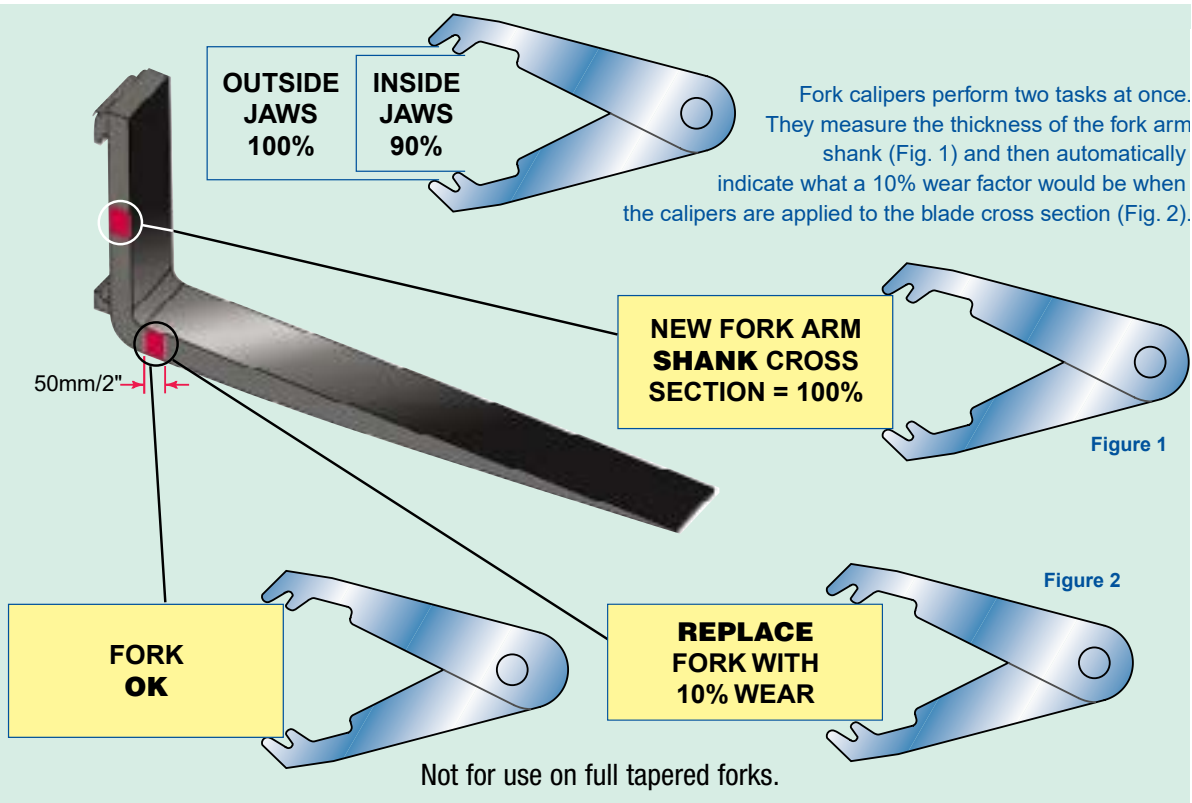 OUTSIDE
JAWS
100%
INSIDE
JAWS
90%
Fork calipers perform two tasks at once.
They measure the thickness of the fork arm
shank (Fig. 1) and then automatically
indicate what a 10% wear factor would be when
the calipers are applied to the blade cross section (Fig. 2).
NEW FORK ARM
SHANK CROSS
SECTION = 100%
Figure 1
50mm/2"
Figure 2
FORK
OK
REPLACE
FORK WITH
10% WEAR
Not for use on full tapered forks.